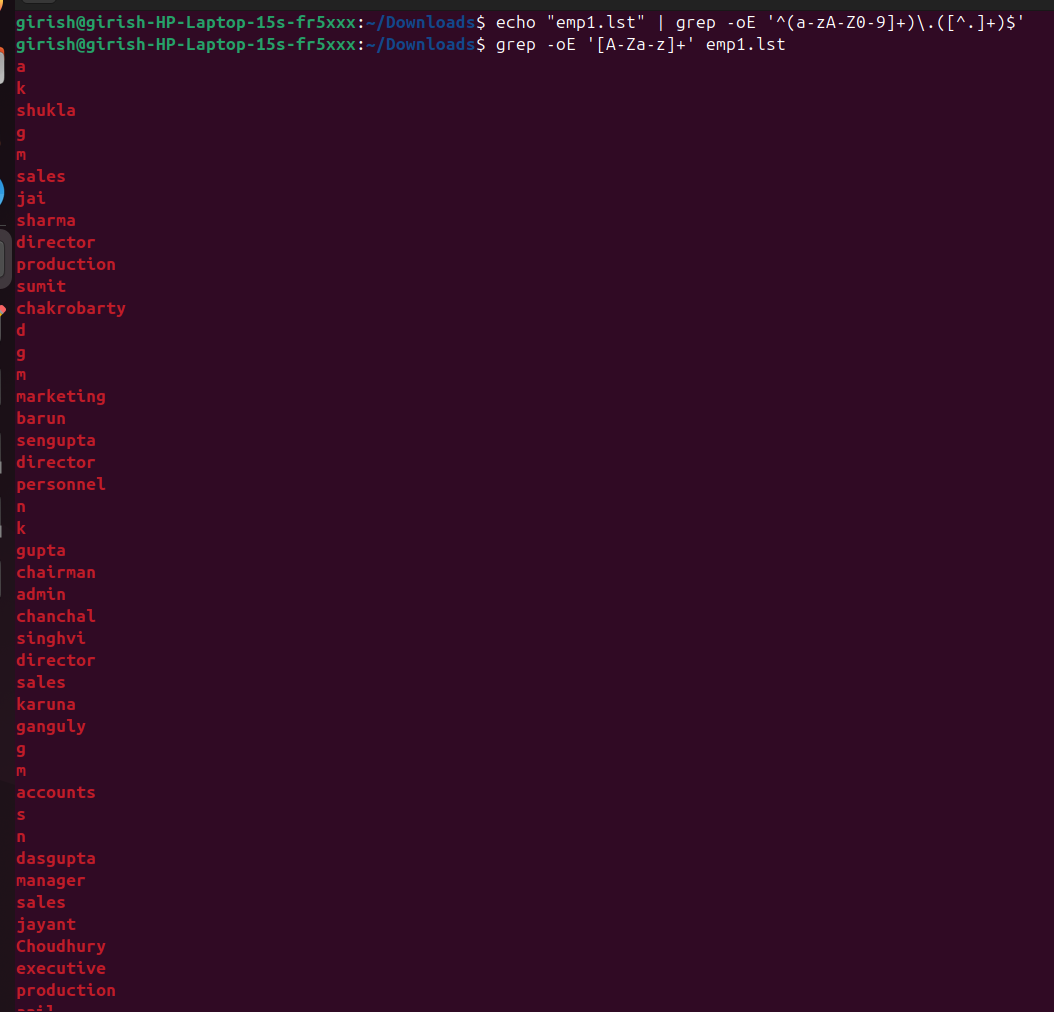 girish@girish-HP-Laptop-15s-fr5xxx:~/Downloads$ echo "emp1.lst" | grep -oE '^(a-zA-Z0-9]+)\.([^.]+)$'
girish@girish-HP-Laptop-15s-fr5xxx:~/Downloads$ grep -oE '[A-Za-z]+' emp1.lst
a
k
shukla
g
m
sales
jai
sharma
director
production
sumit
chakrobarty
d
g
m
marketing
barun
sengupta
director
personnel
n
k
gupta
chairman
admin
chanchal
singhvi
director
sales
karuna
ganguly
g
m
accounts
s
n
dasgupta
manager
sales
jayant
Choudhury
executive
production